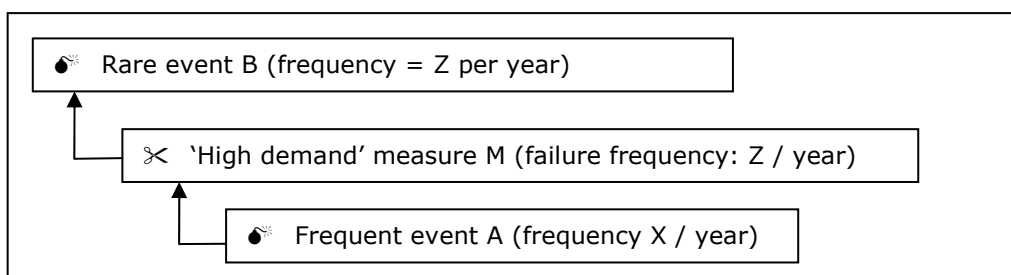 Rare event B (frequency = Z per year)
‘High demand’ measure M (failure frequency: Z / year)
Frequent event A (frequency X / year)